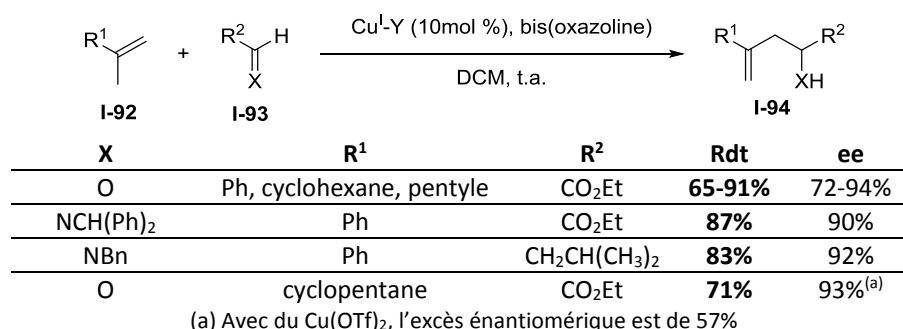 R¹ + R² H X Cuᴵ-Y (10mol %), bis(oxazoline) R¹ R² XH
DCM, t.a.
I-92 I-93 I-94
X R¹ R² Rdt ee
O Ph, cyclohexane, pentyle CO₂Et 65-91% 72-94%
NCH(Ph)₂ Ph CO₂Et 87% 90%
NBn Ph CH₂CH(CH₃)₂ 83% 92%
O cyclopentane CO₂Et 71% 93%⁽ᵃ⁾
(a) Avec du Cu(OTf)₂, l'excès énantiomérique est de 57%